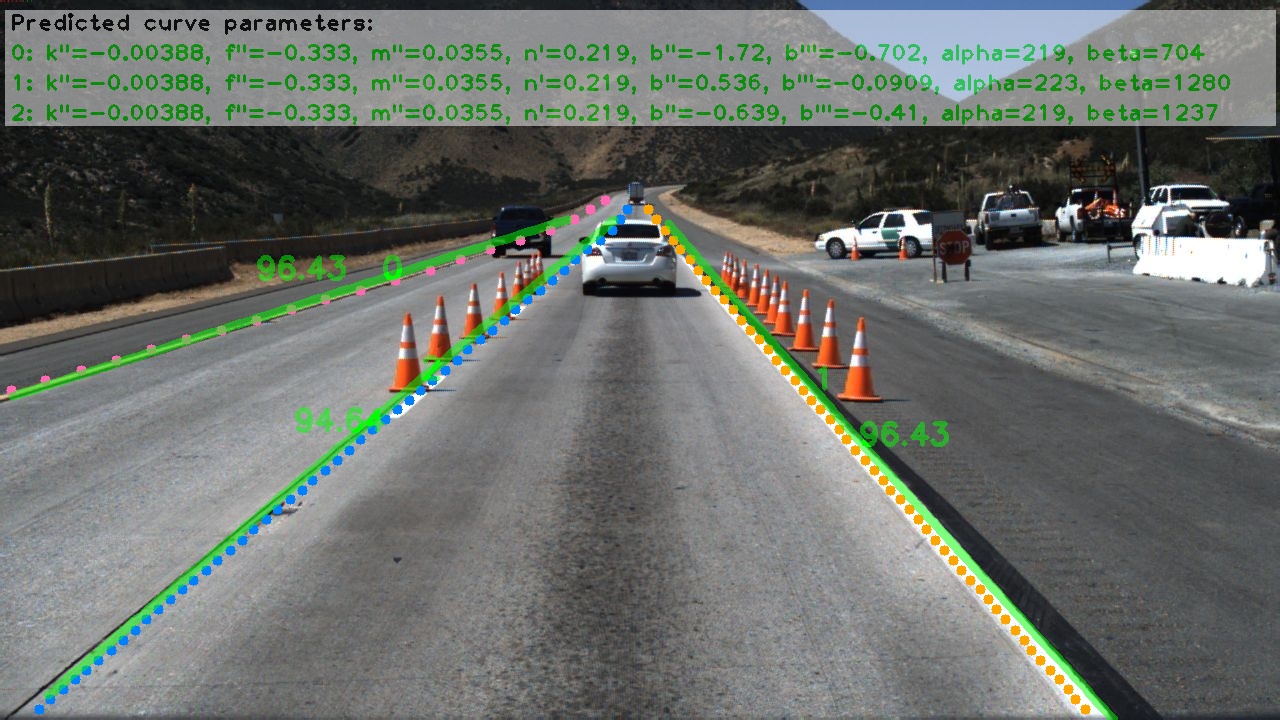 Predicted curve parameters:
0: k''=-0.00388, f''=-0.333, m''=0.0355, n'=0.219, b''=-1.72, b'''=-0.702, alpha=219, beta=704
1: k''=-0.00388, f''=-0.333, m''=0.0355, n'=0.219, b''=0.536, b'''=-0.0909, alpha=223, beta=1280
2: k''=-0.00388, f''=-0.333, m''=0.0355, n'=0.219, b''=-0.639, b'''=-0.41, alpha=219, beta=1237
STOP
96.43 0
1
94.64
96.43